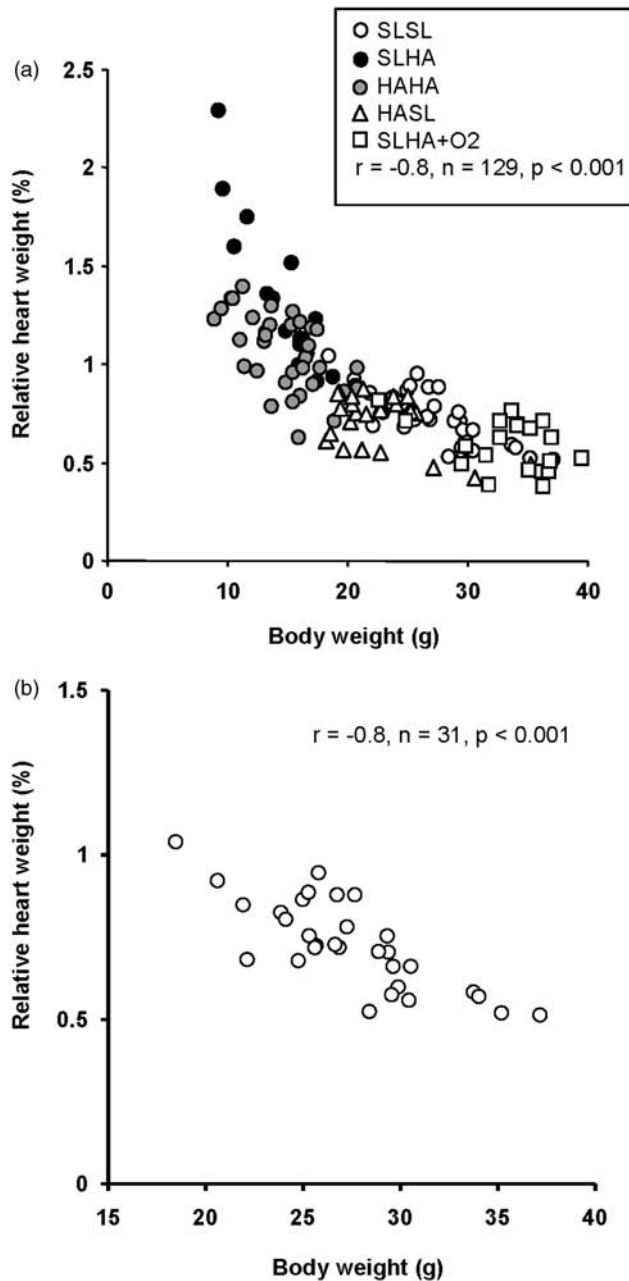 (a)
SLSL
SLHA
HAHA
HASL
SLHA+O2
r = -0.8, n = 129, p < 0.001
2.5
2
1.5
1
0.5
0
Relative heart weight (%)
0 10 20 30 40
Body weight (g)
(b)
r = -0.8, n = 31, p < 0.001
1.5
1
0.5
0
Relative heart weight (%)
15 20 25 30 35 40
Body weight (g)